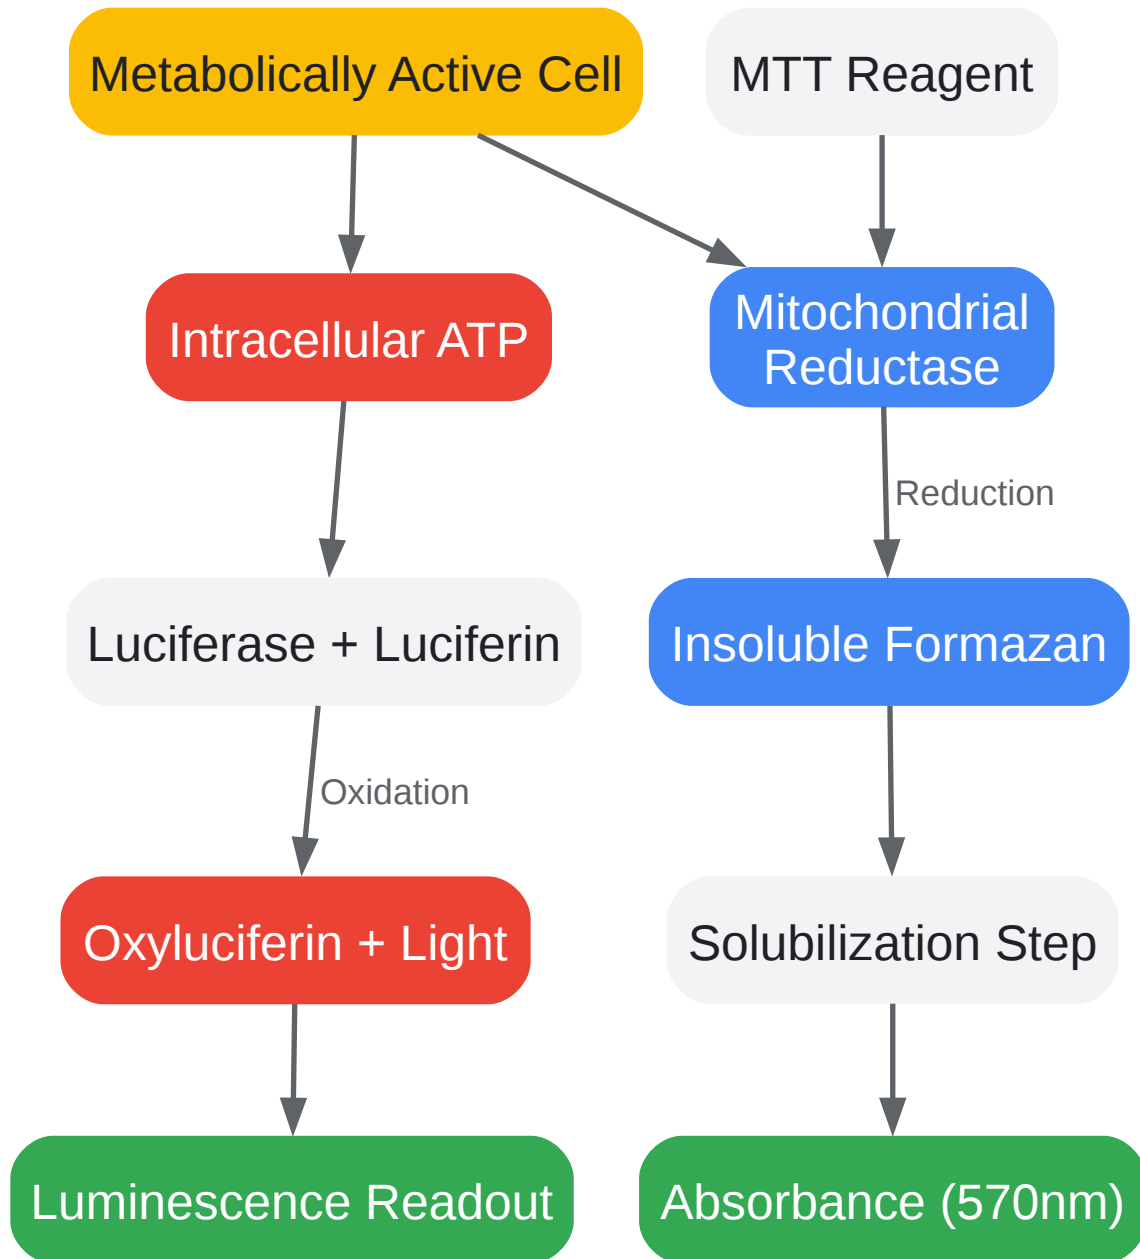 Metabolically Active Cell
MTT Reagent
Intracellular ATP
Mitochondrial
Reductase
Reduction
Luciferase + Luciferin
Insoluble Formazan
Oxidation
Oxyluciferin + Light
Solubilization Step
Luminescence Readout
Absorbance (570nm)